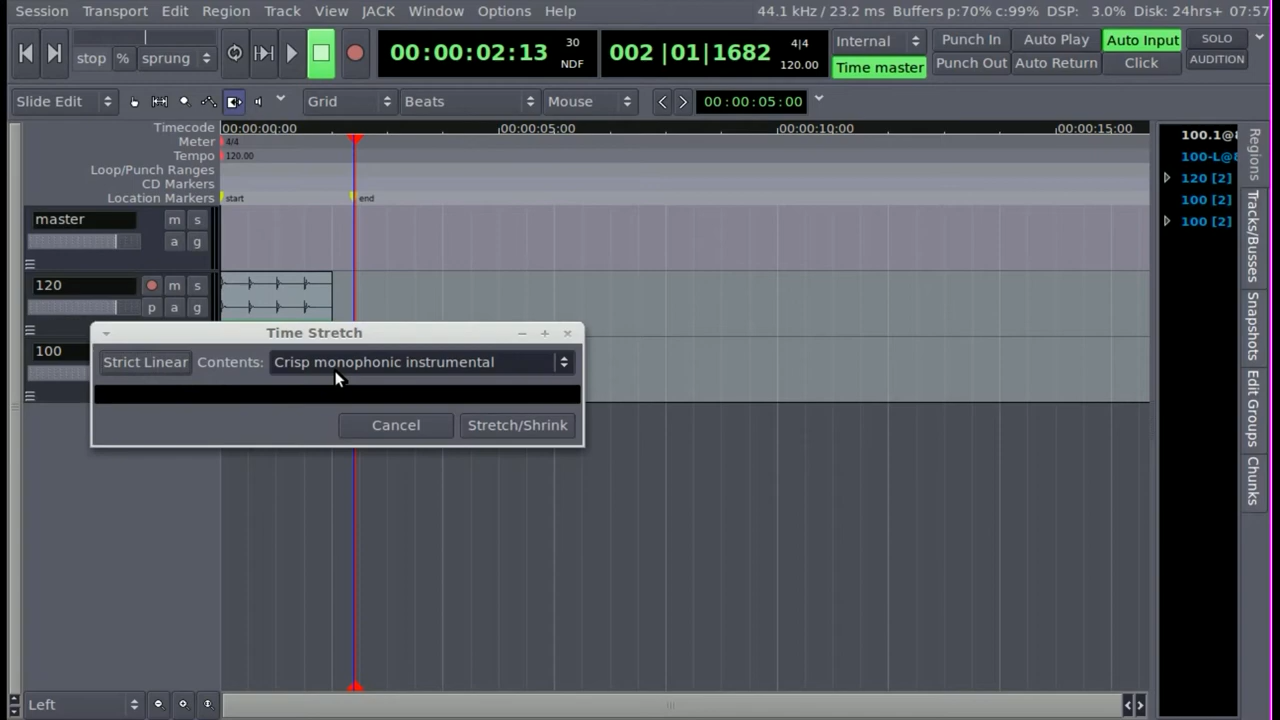 Session Transport Edit Region Track View JACK Window Options Help 44.1 kHz / 23.2 ms Buffers p:70% c:99% DSP: 3.0% Disk: 24hrs+ 07:57
stop % sprung 00:00:02:13 30 NDF 002|01|1682 4|4 120.00 Internal Time master Punch In Auto Play Auto Input SOLO
Punch Out Auto Return Click AUDITION
Slide Edit Grid Beats Mouse 00:00:05:00
Timecode 00:00:00:00 00:00:05:00 00:00:10:00 00:00:15:00
Meter 4/4
Tempo 120.00
Loop/Punch Ranges
CD Markers
Location Markers start end
master m s
a g
120 m s
p a g
100
Time Stretch
Strict Linear Contents: Crisp monophonic instrumental
Cancel Stretch/Shrink
100.1@
100-L@
120 [2]
100 [2]
100 [2]
Regions
Tracks/Busses
Snapshots
Edit Groups
Chunks
Left